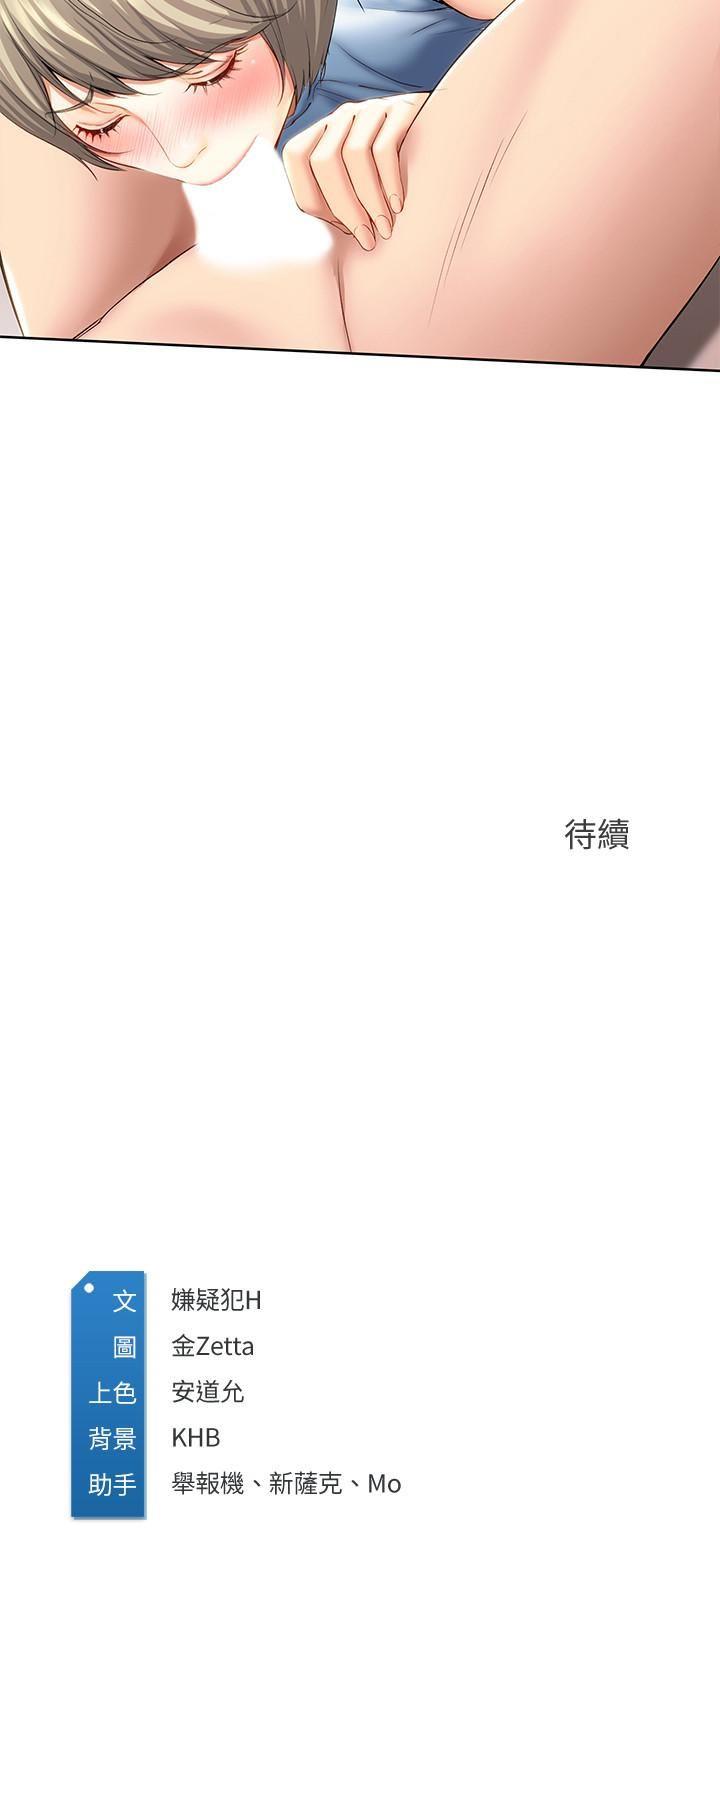 待續
文 嫌疑犯H
圖 金Zetta
上色 安道允
背景 KHB
助手 舉報機、新薩克、Mo